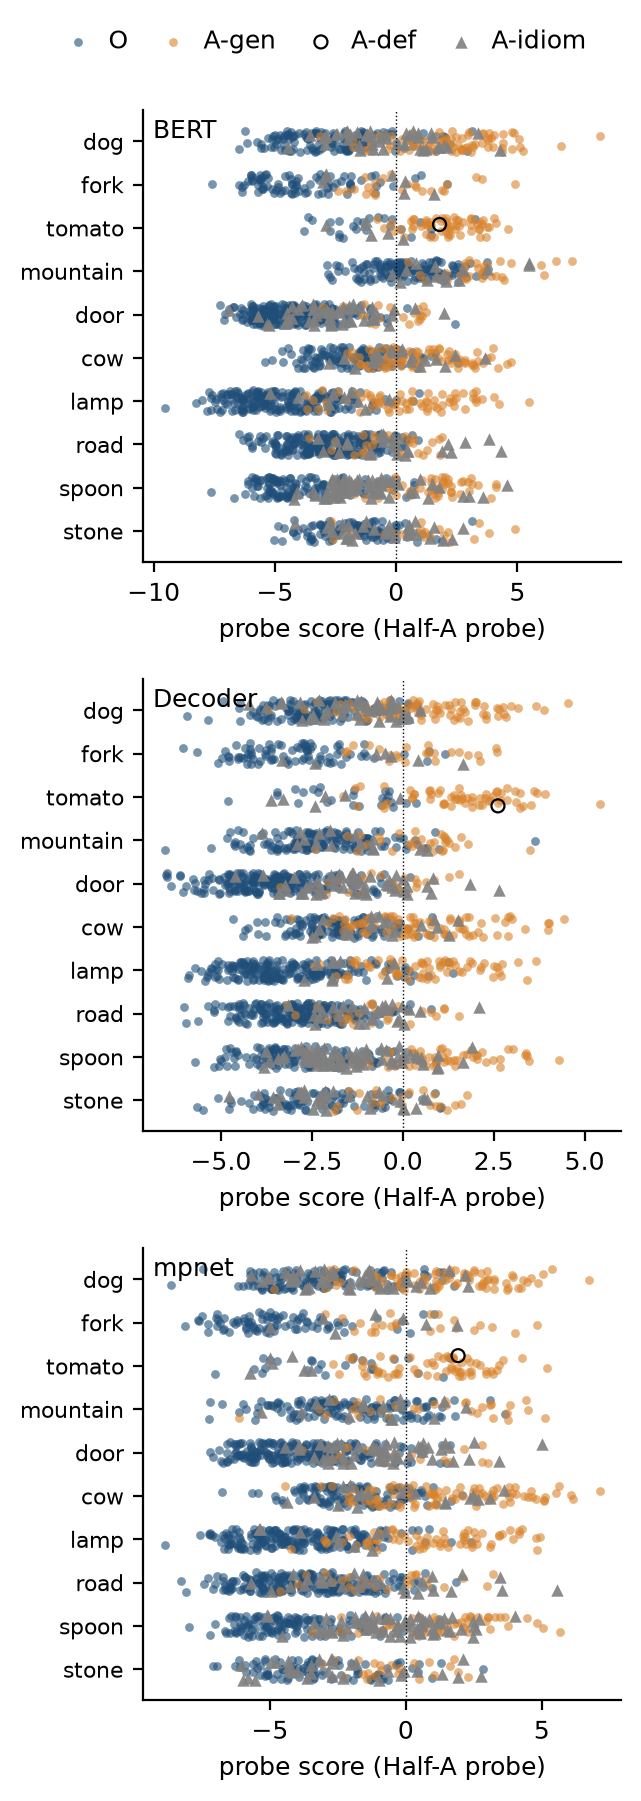 O A-gen A-def A-idiom
BERT
dog
fork
tomato
mountain
door
cow
lamp
road
spoon
stone
−10 −5 0 5
probe score (Half-A probe)
Decoder
dog
fork
tomato
mountain
door
cow
lamp
road
spoon
stone
−5.0 −2.5 0.0 2.5 5.0
probe score (Half-A probe)
mpnet
dog
fork
tomato
mountain
door
cow
lamp
road
spoon
stone
−5 0 5
probe score (Half-A probe)